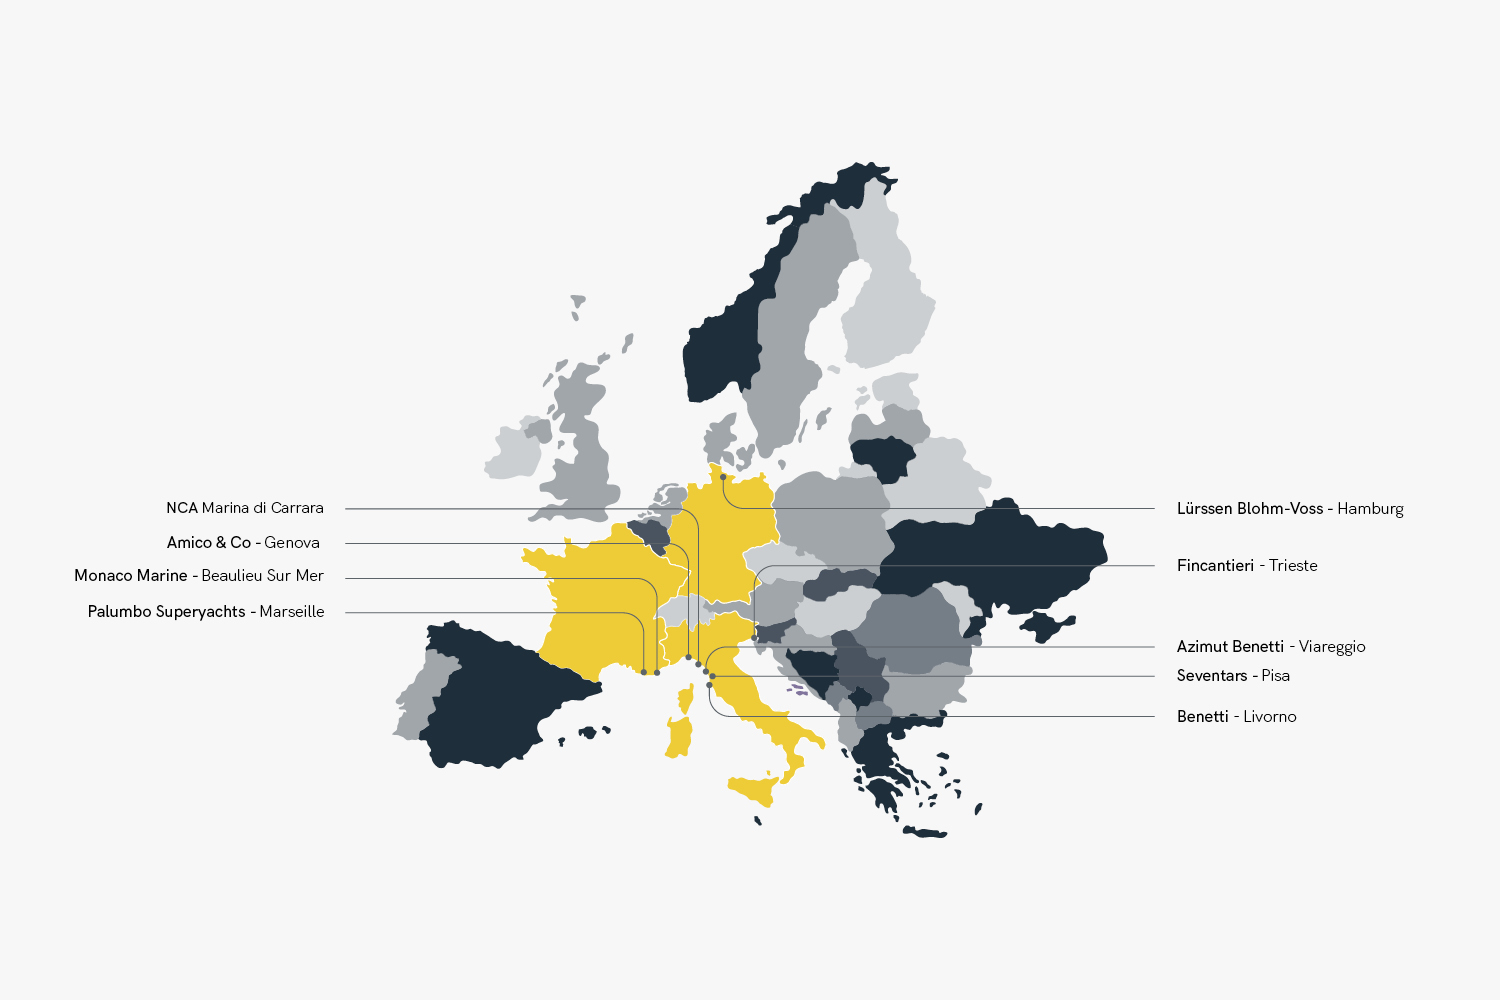 NCA Marina di Carrara
Amico & Co - Genova
Monaco Marine - Beaulieu Sur Mer
Palumbo Superyachts - Marseille
Lürssen Blohm-Voss - Hamburg
Fincantieri - Trieste
Azimut Benetti - Viareggio
Seventars - Pisa
Benetti - Livorno